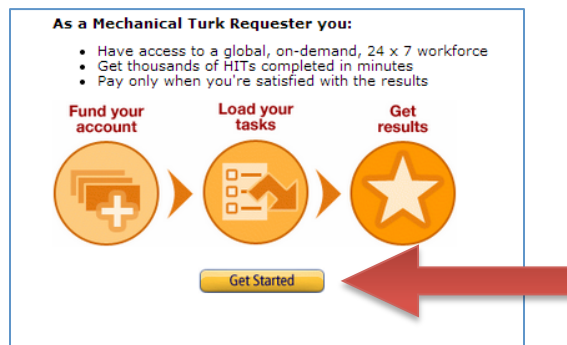 As a Mechanical Turk Requester you:
• Have access to a global, on-demand, 24 x 7 workforce
• Get thousands of HITs completed in minutes
• Pay only when you're satisfied with the results
Fund your account
Load your tasks
Get results
Get Started